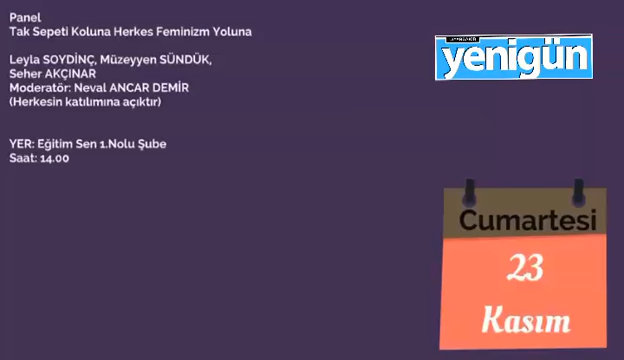 Panel
Tak Sepeti Koluna Herkes Feminizm Yoluna
Leyla SOYDİNÇ, Müzeyyen SÜNDÜK,
Seher AKÇINAR
Moderatör: Neval ANCAR DEMİR
(Herkesin katılımına açıktır)
YER: Eğitim Sen 1.Nolu Şube
Saat: 14.00
yenigün
Cumartesi
23
Kasım